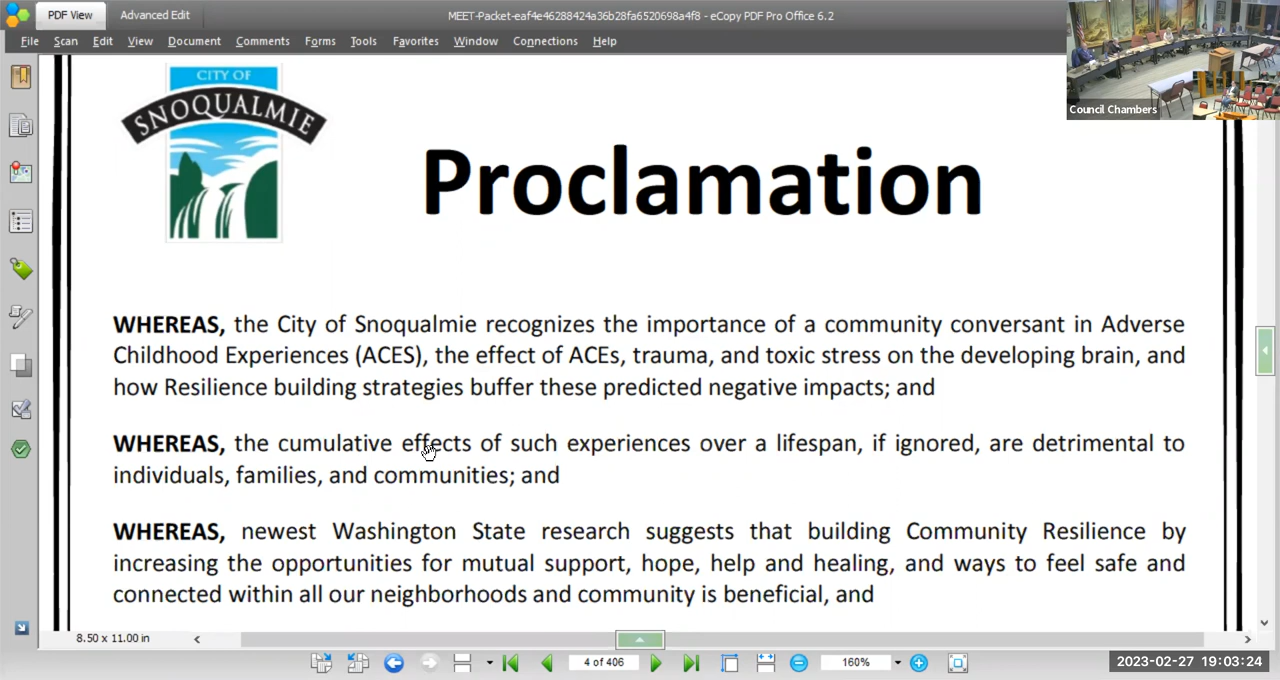 PDF View
Advanced Edit
MEET-Packet-eaf4e46288424a36b28fa6520698a4f8 - eCopy PDF Pro Office 6.2
File Scan Edit View Document Comments Forms Tools Favorites Window Connections Help
Council Chambers
CITY OF
SNOQUALMIE
Proclamation
WHEREAS, the City of Snoqualmie recognizes the importance of a community conversant in Adverse
Childhood Experiences (ACES), the effect of ACEs, trauma, and toxic stress on the developing brain, and
how Resilience building strategies buffer these predicted negative impacts; and
WHEREAS, the cumulative effects of such experiences over a lifespan, if ignored, are detrimental to
individuals, families, and communities; and
WHEREAS, newest Washington State research suggests that building Community Resilience by
increasing the opportunities for mutual support, hope, help and healing, and ways to feel safe and
connected within all our neighborhoods and community is beneficial, and
8.50 x 11.00 in
4 of 406
160%
2023-02-27 19:03:24